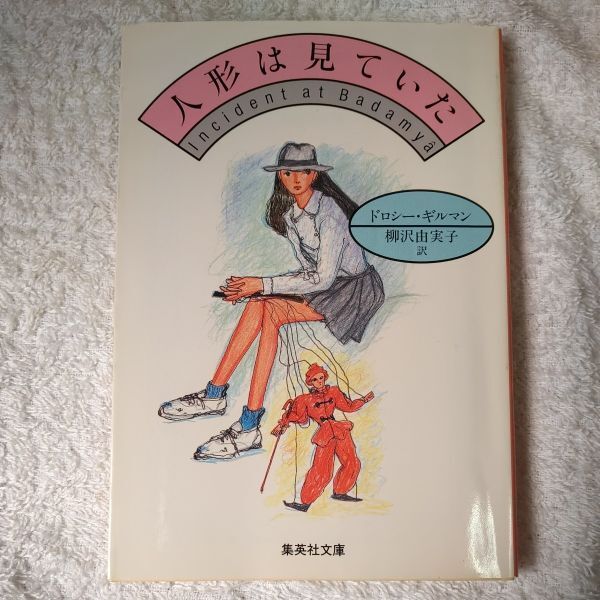 人形は見ていた
Incident at Badamyâ
ドロシー・ギルマン
柳沢由実子
訳
集英社文庫